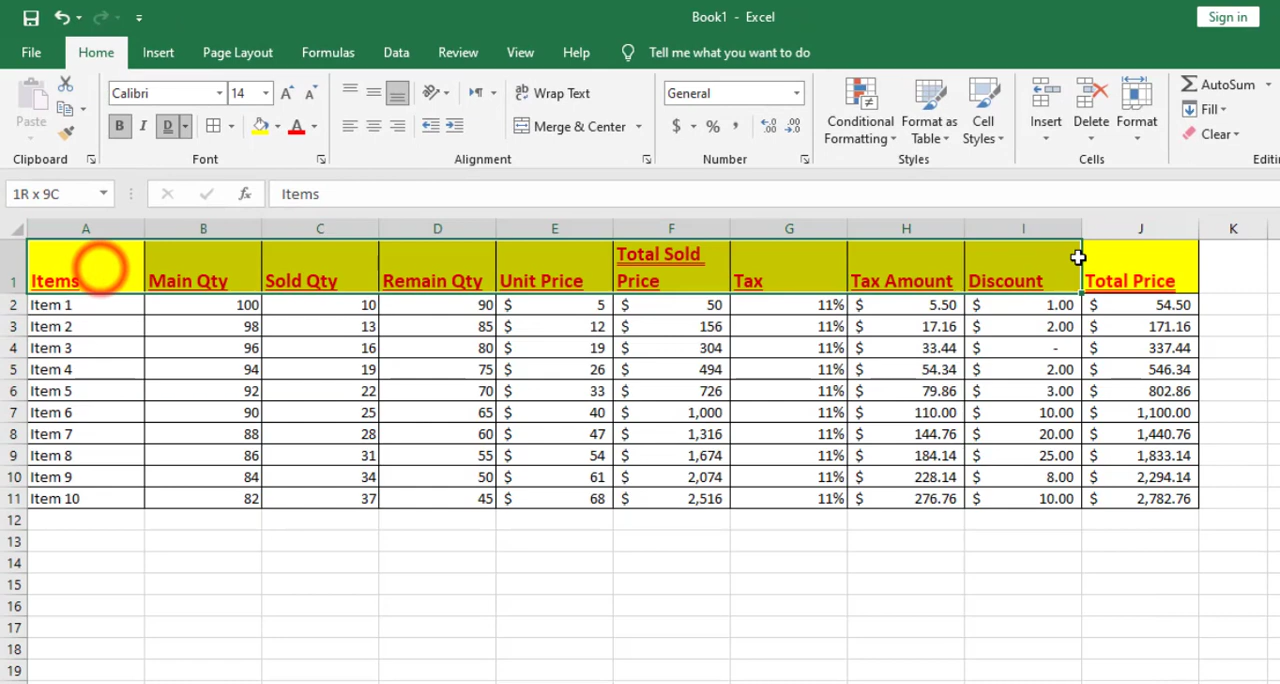 Book1 - Excel
Sign in
File Home Insert Page Layout Formulas Data Review View Help Tell me what you want to do
Paste
Calibri 14
B I D
Wrap Text
Merge & Center
General
$ % ,
Conditional Formatting
Format as Table
Cell Styles
Insert
Delete
Format
AutoSum
Fill
Clear
Clipboard Font Alignment Number Styles Cells Editi
1R x 9C fx Items
A B C D E F G H I J K
1 Items Main Qty Sold Qty Remain Qty Unit Price Total Sold Price Tax Tax Amount Discount Total Price
2 Item 1 100 10 90 $ 5 $ 50 11% $ 5.50 $ 1.00 $ 54.50
3 Item 2 98 13 85 $ 12 $ 156 11% $ 17.16 $ 2.00 $ 171.16
4 Item 3 96 16 80 $ 19 $ 304 11% $ 33.44 $ - $ 337.44
5 Item 4 94 19 75 $ 26 $ 494 11% $ 54.34 $ 2.00 $ 546.34
6 Item 5 92 22 70 $ 33 $ 726 11% $ 79.86 $ 3.00 $ 802.86
7 Item 6 90 25 65 $ 40 $ 1,000 11% $ 110.00 $ 10.00 $ 1,100.00
8 Item 7 88 28 60 $ 47 $ 1,316 11% $ 144.76 $ 20.00 $ 1,440.76
9 Item 8 86 31 55 $ 54 $ 1,674 11% $ 184.14 $ 25.00 $ 1,833.14
10 Item 9 84 34 50 $ 61 $ 2,074 11% $ 228.14 $ 8.00 $ 2,294.14
11 Item 10 82 37 45 $ 68 $ 2,516 11% $ 276.76 $ 10.00 $ 2,782.76
12
13
14
15
16
17
18
19